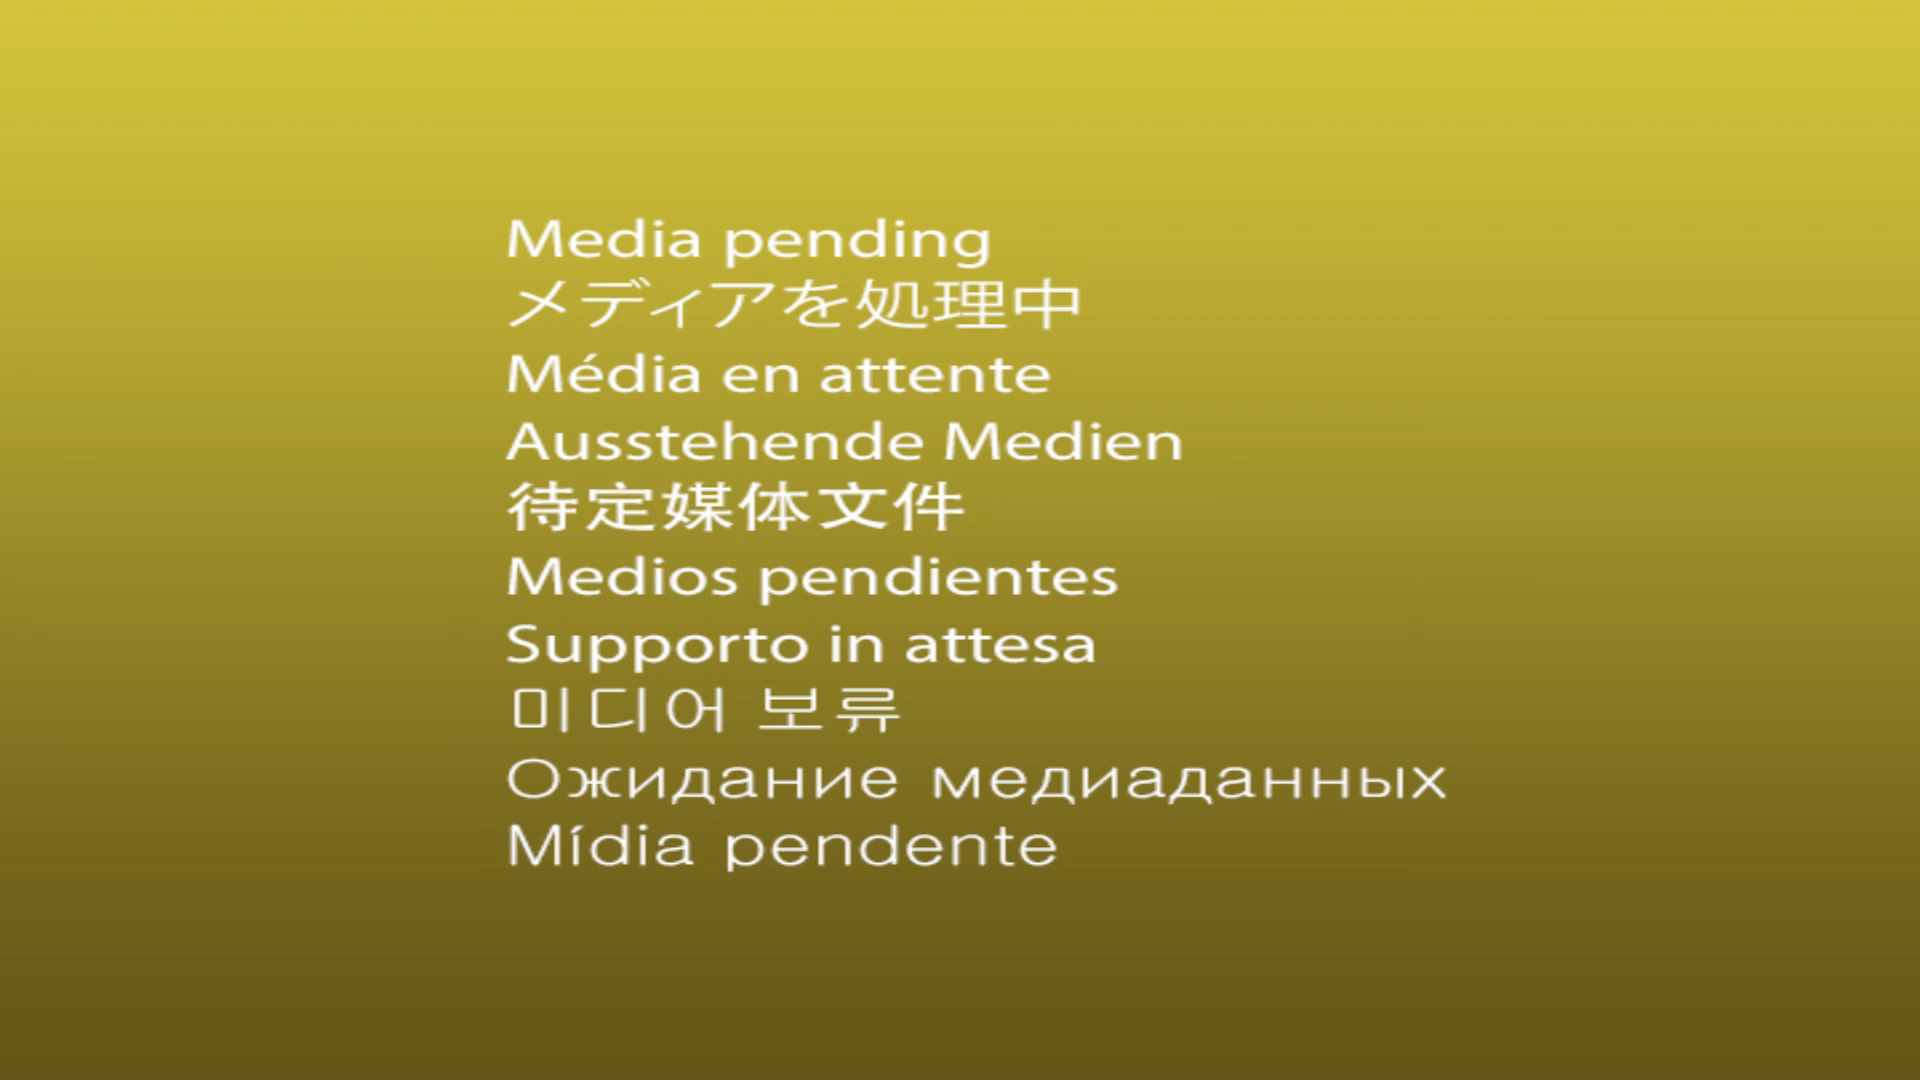 Media pending
メディアを処理中
Média en attente
Ausstehende Medien
待定媒体文件
Medios pendientes
Supporto in attesa
미디어 보류
Ожидание медиаданных
Mídia pendente